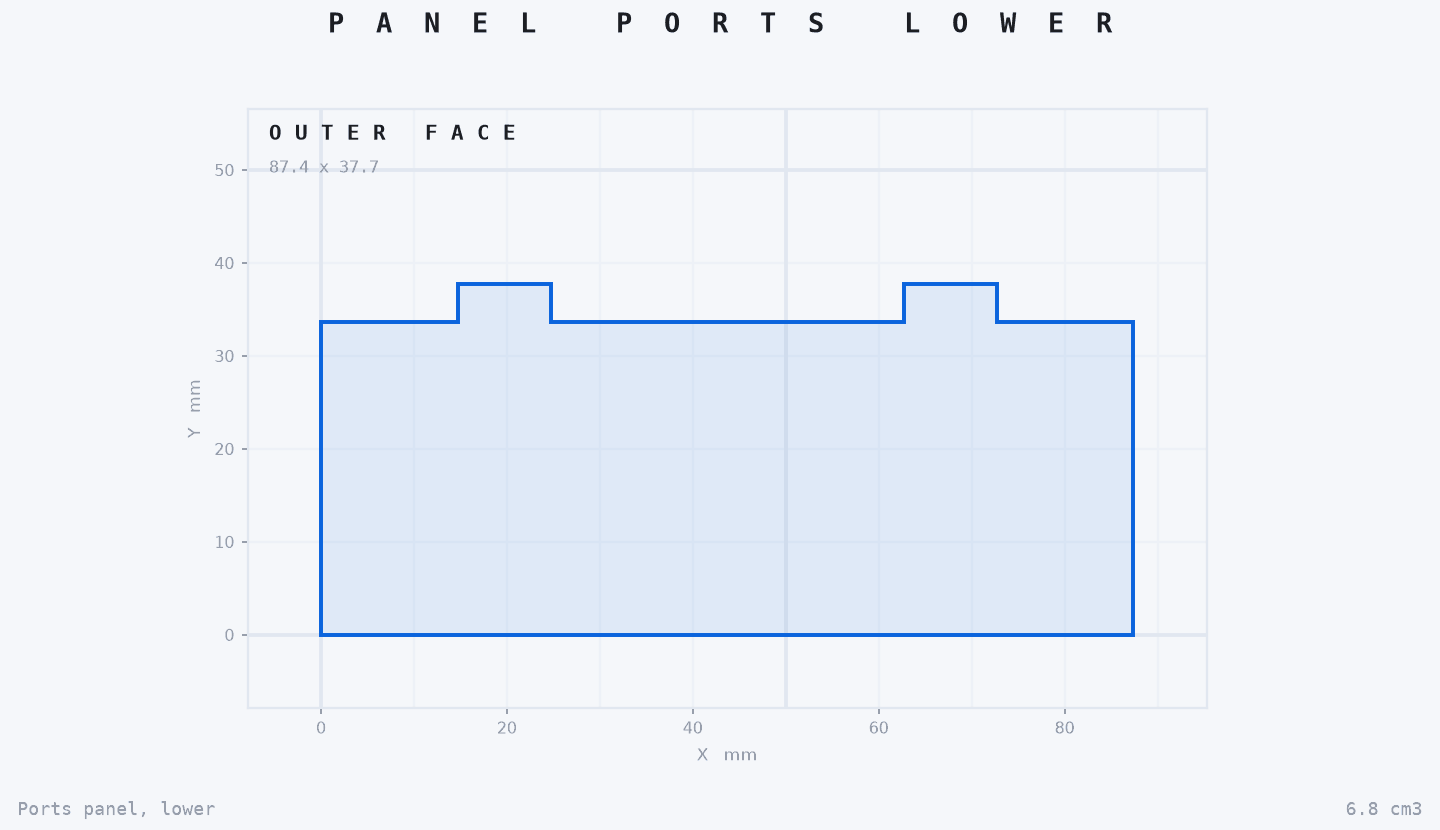 PANEL PORTS LOWER
OUTER FACE
87.4 x 37.7
50
40
30
20
10
0
Y mm
0 20 40 60 80
X mm
Ports panel, lower
6.8 cm3